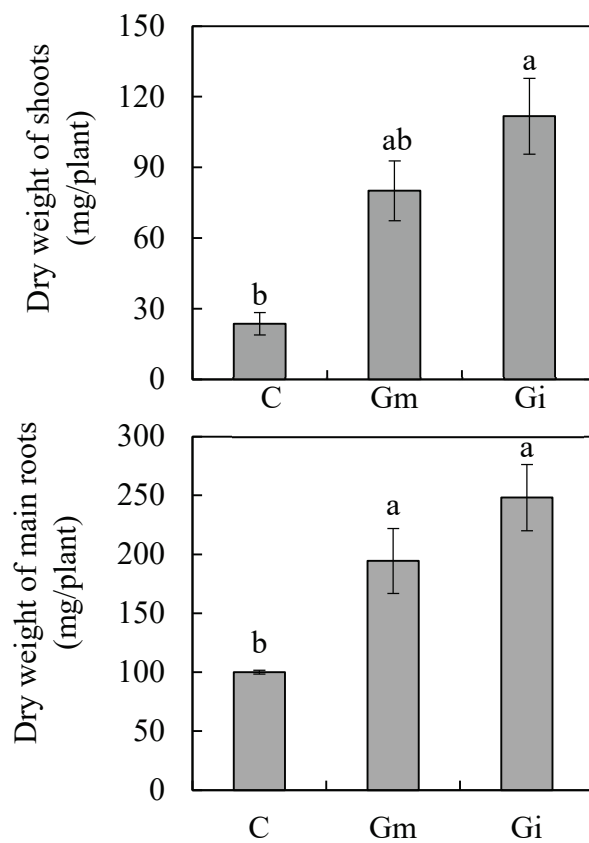 Dry weight of shoots
(mg/plant)
150
120
90
60
30
0
b
ab
a
C Gm Gi
Dry weight of main roots
(mg/plant)
300
250
200
150
100
50
0
b
a
a
C Gm Gi